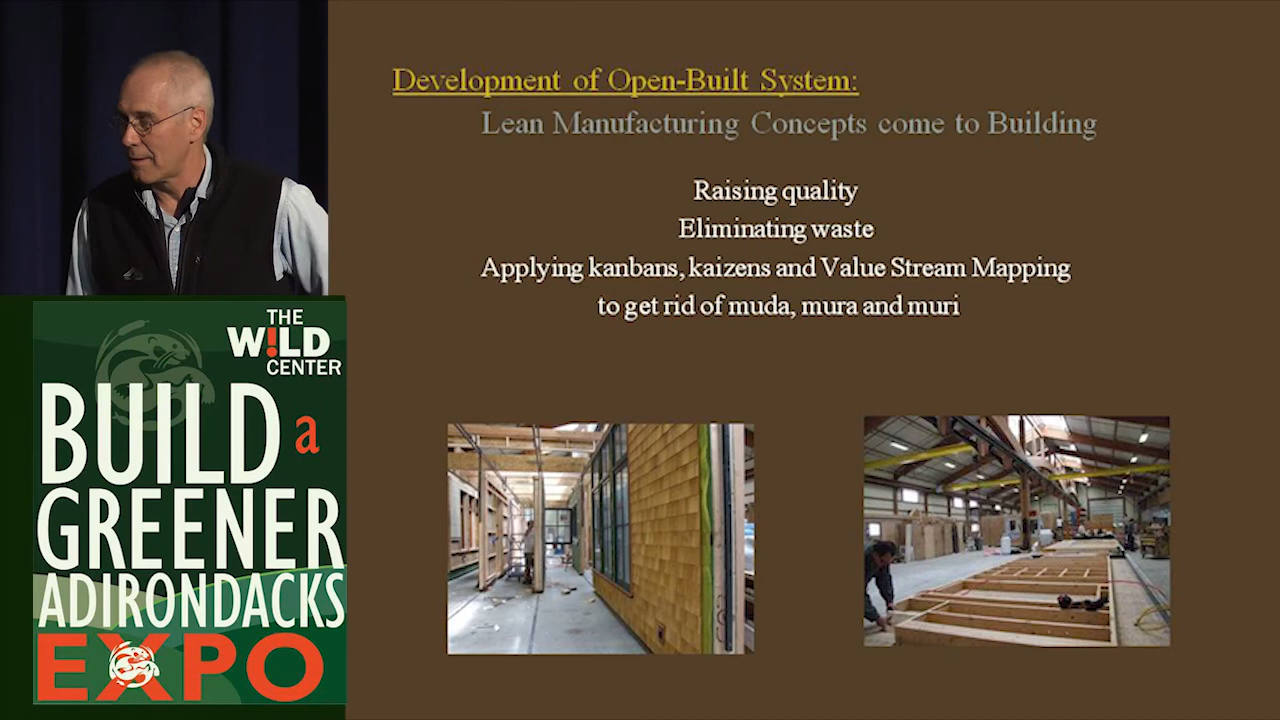 Development of Open-Built System:
Lean Manufacturing Concepts come to Building
Raising quality
Eliminating waste
Applying kanbans, kaizens and Value Stream Mapping
to get rid of muda, mura and muri
THE
W!LD
CENTER
BUILD a
GREENER
ADIRONDACKS
EXPO